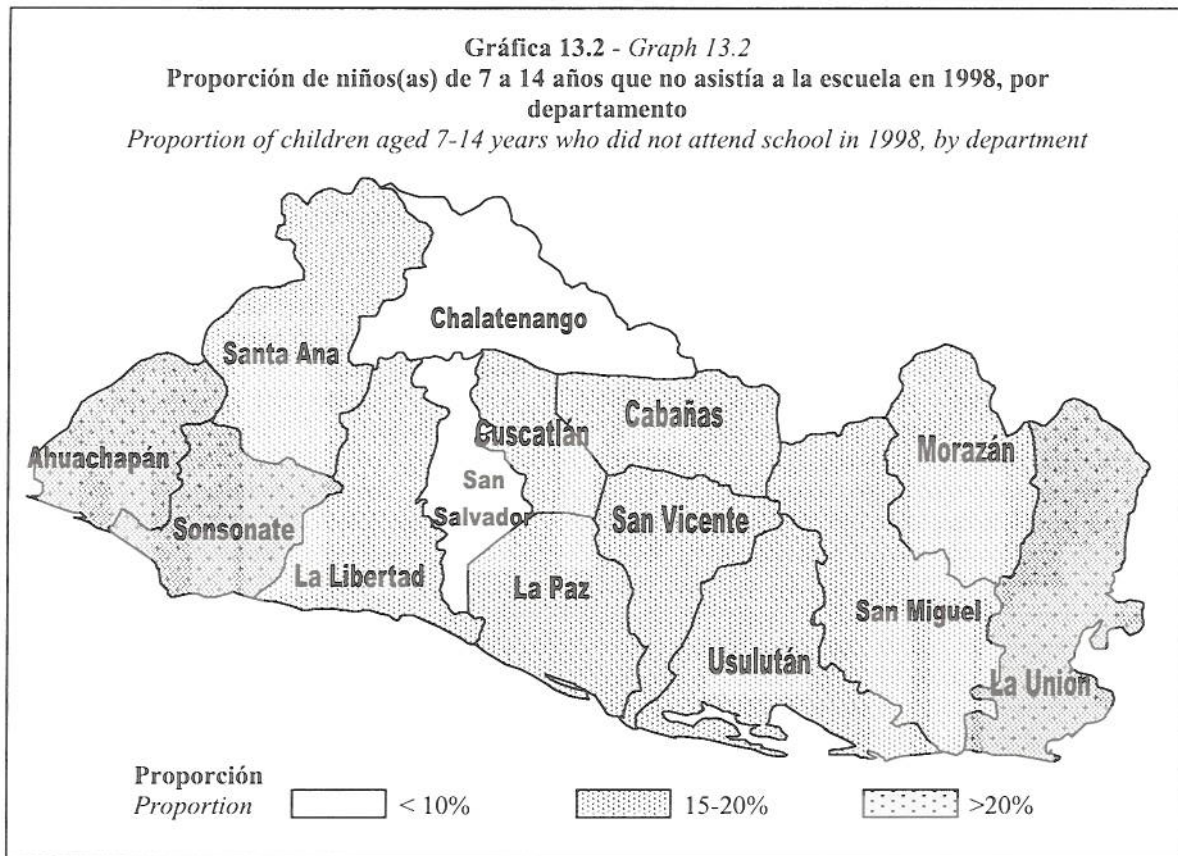 Gráfica 13.2 - Graph 13.2
Proporción de niños(as) de 7 a 14 años que no asistía a la escuela en 1998, por
departamento
Proportion of children aged 7-14 years who did not attend school in 1998, by department
Chalatenango
Santa Ana
Cabañas
Cuscatlán
Morazán
Ahuachapán
San
Salvador
San Vicente
Sonsonate
La Libertad
La Paz
San Miguel
Usulután
La Unión
Proporción
Proportion
< 10%
15-20%
>20%